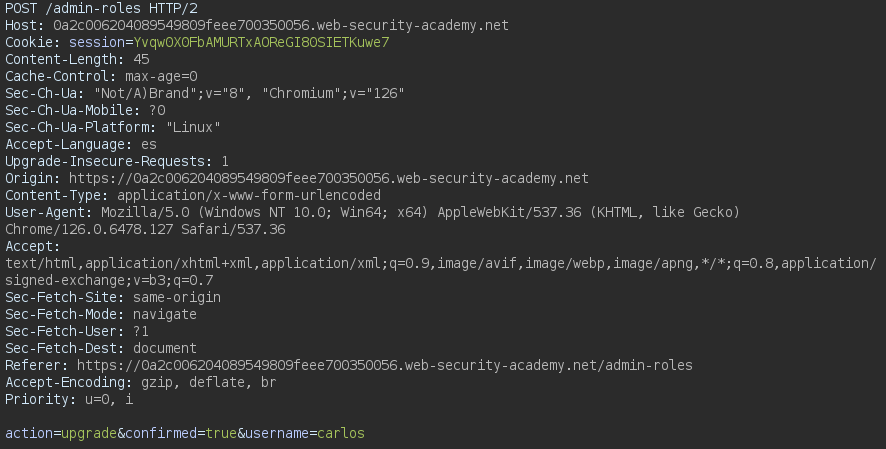 POST /admin-roles HTTP/2
Host: 0a2c006204089549809feee700350056.web-security-academy.net
Cookie: session=YvqwOXOFbAMURTxAOReGI8OSIETKuwe7
Content-Length: 45
Cache-Control: max-age=0
Sec-Ch-Ua: "Not/A)Brand";v="8", "Chromium";v="126"
Sec-Ch-Ua-Mobile: ?0
Sec-Ch-Ua-Platform: "Linux"
Accept-Language: es
Upgrade-Insecure-Requests: 1
Origin: https://0a2c006204089549809feee700350056.web-security-academy.net
Content-Type: application/x-www-form-urlencoded
User-Agent: Mozilla/5.0 (Windows NT 10.0; Win64; x64) AppleWebKit/537.36 (KHTML, like Gecko)
Chrome/126.0.6478.127 Safari/537.36
Accept:
text/html,application/xhtml+xml,application/xml;q=0.9,image/avif,image/webp,image/apng,*/*;q=0.8,application/
signed-exchange;v=b3;q=0.7
Sec-Fetch-Site: same-origin
Sec-Fetch-Mode: navigate
Sec-Fetch-User: ?1
Sec-Fetch-Dest: document
Referer: https://0a2c006204089549809feee700350056.web-security-academy.net/admin-roles
Accept-Encoding: gzip, deflate, br
Priority: u=0, i

action=upgrade&confirmed=true&username=carlos